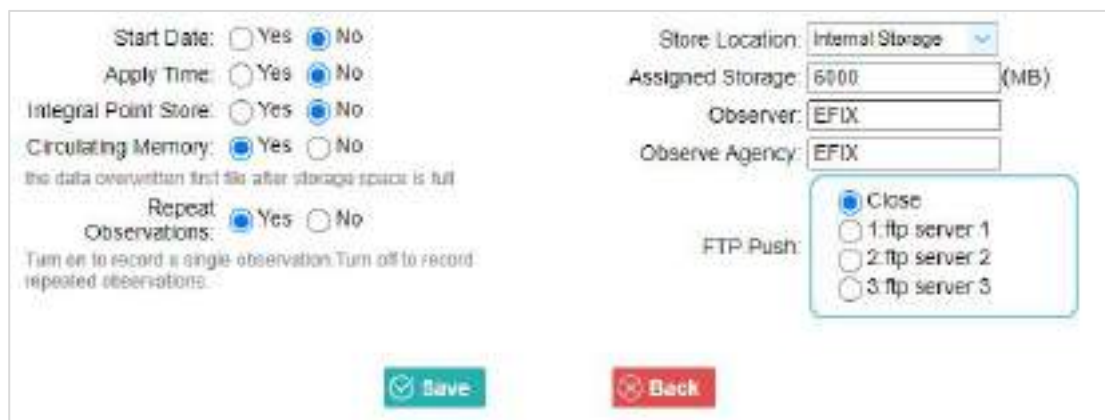 Start Date: Yes No
Apply Time: Yes No
Integral Point Store: Yes No
Circulating Memory: Yes No
the data overwritten first file after storage space is full
Repeat
Observations: Yes No
Turn on to record a single observation.Turn off to record
repeated observations.
Store Location: Internal Storage
Assigned Storage: 6000 (MB)
Observer: EFIX
Observe Agency: EFIX
FTP Push:
Close
1:ftp server 1
2:ftp server 2
3:ftp server 3
Save
Back